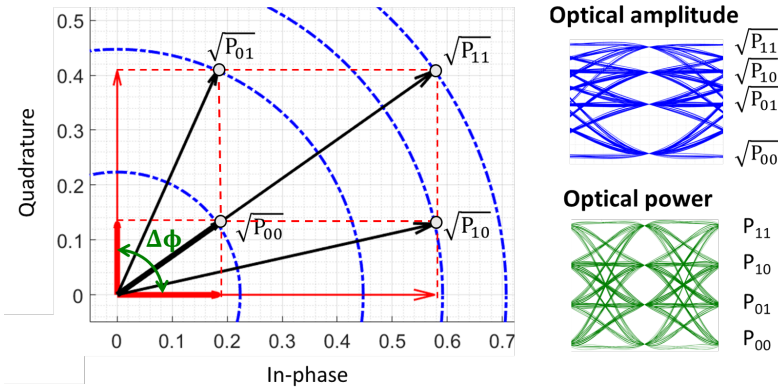 0.5
0.4
0.3
0.2
0.1
0
Quadrature
√P01
√P11
√P00
√P10
Δϕ
0 0.1 0.2 0.3 0.4 0.5 0.6 0.7
In-phase
Optical amplitude
√P11
√P10
√P01
√P00
Optical power
P11
P10
P01
P00